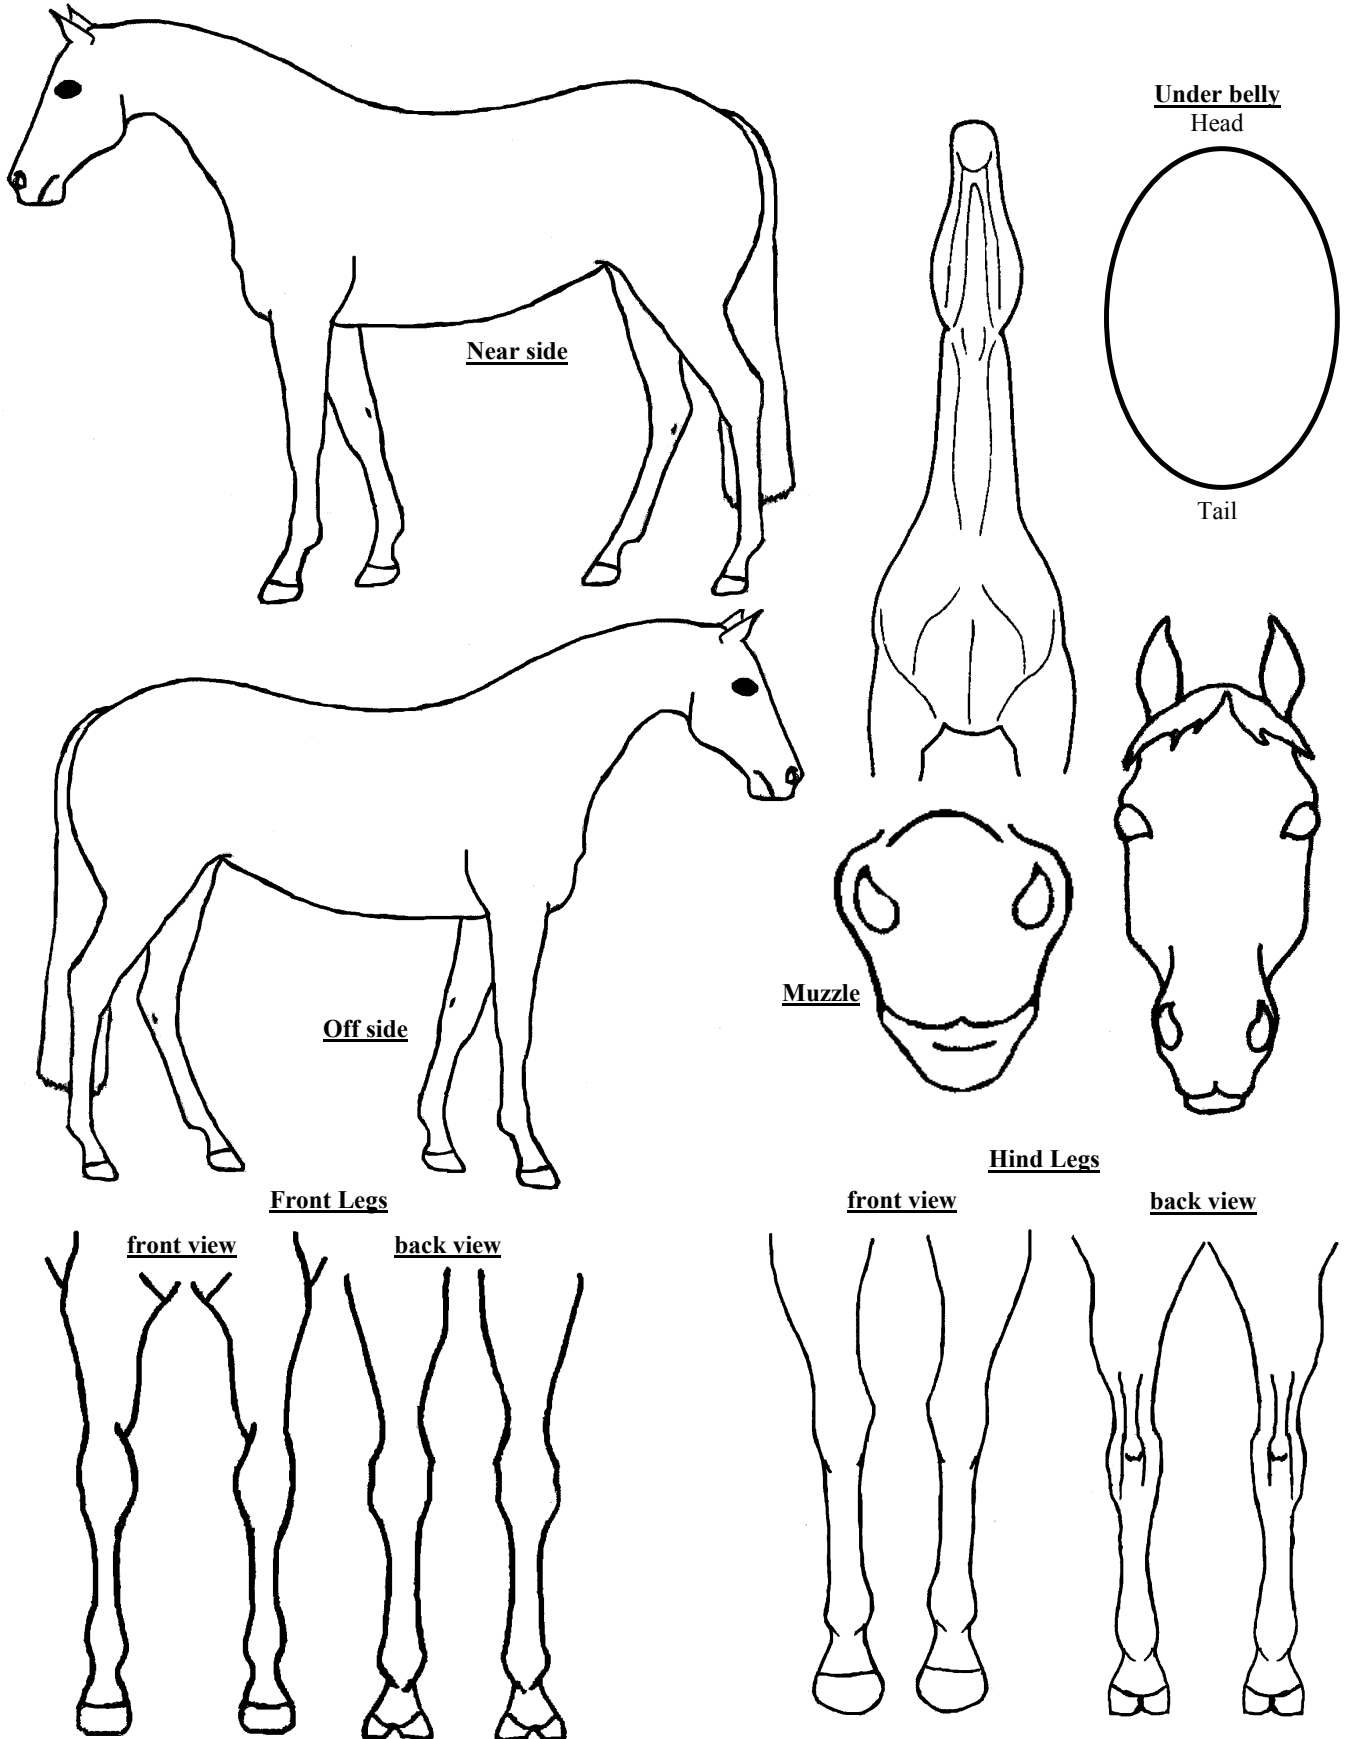 Under belly
Head
Near side
Tail
Muzzle
Off side
Hind Legs
Front Legs
front view
back view
front view
back view